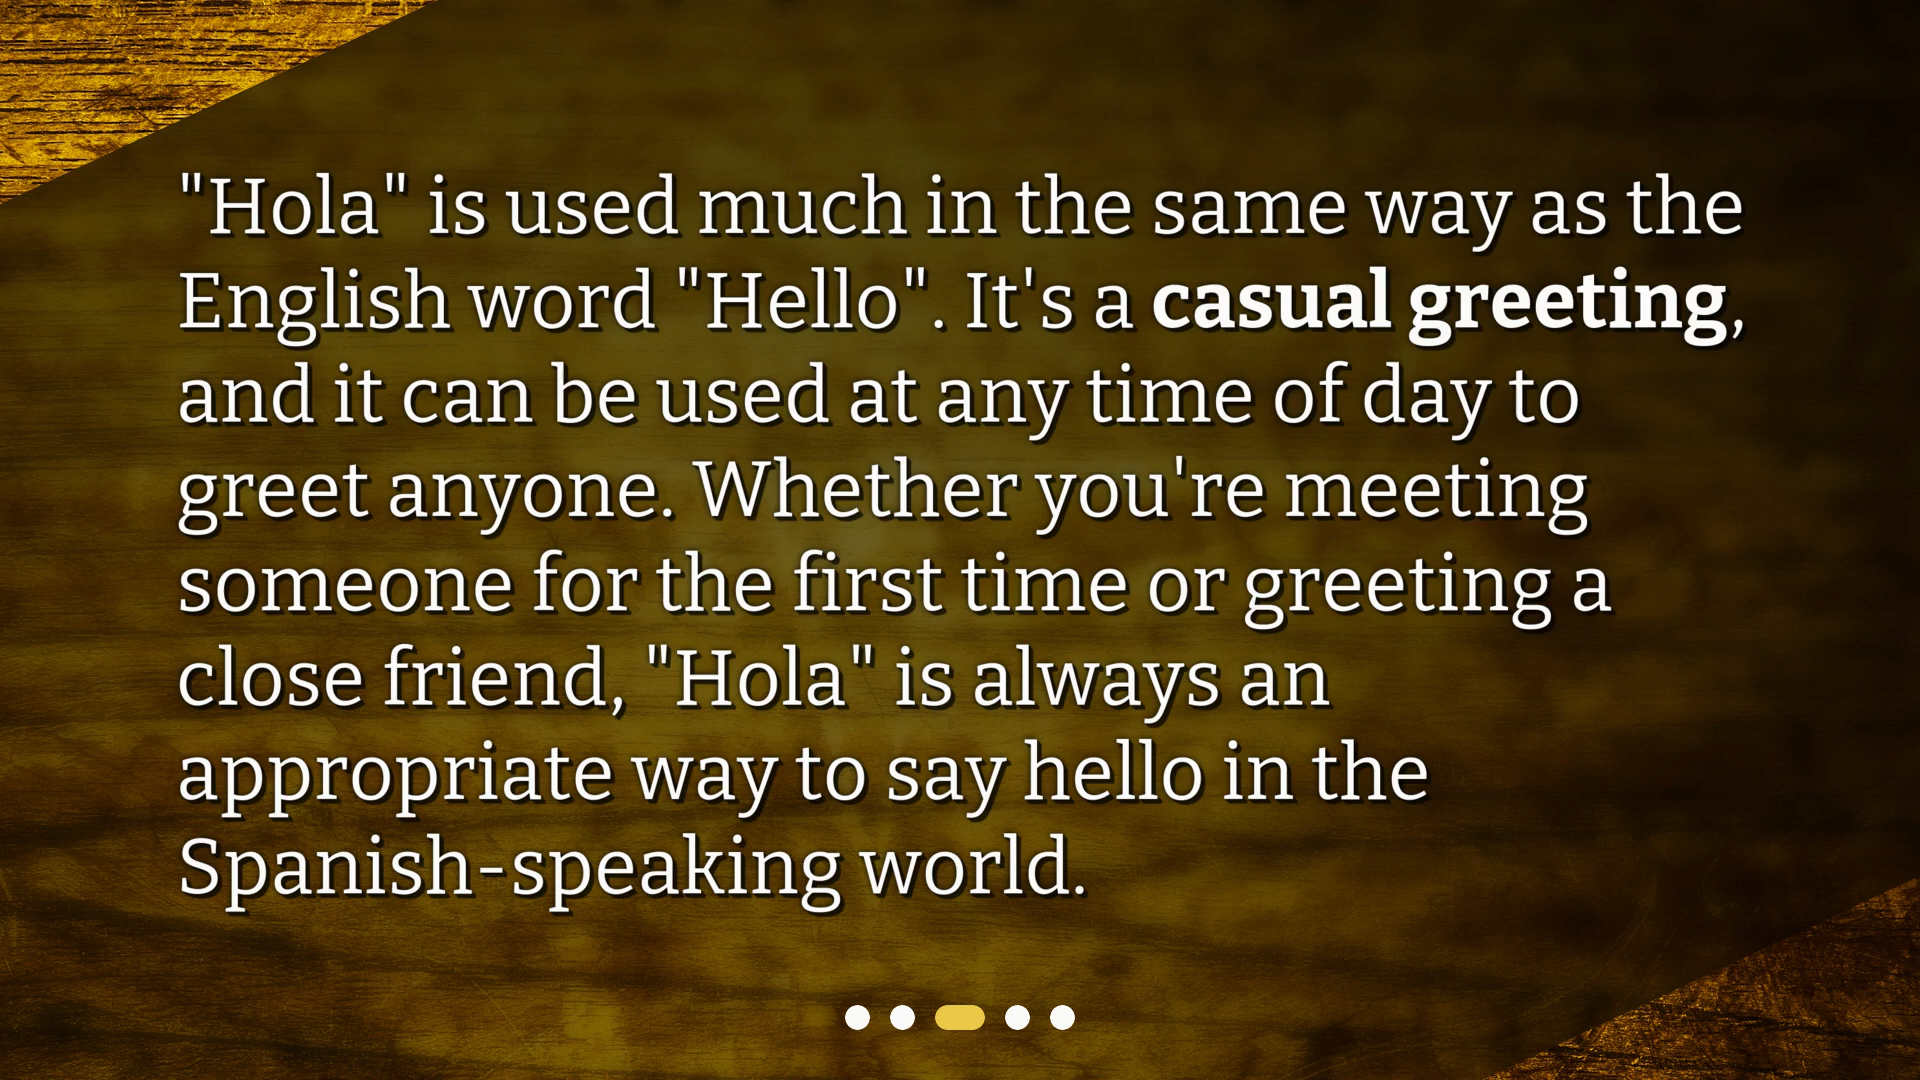 "Hola" is used much in the same way as the
English word "Hello". It's a casual greeting,
and it can be used at any time of day to
greet anyone. Whether you're meeting
someone for the first time or greeting a
close friend, "Hola" is always an
appropriate way to say hello in the
Spanish-speaking world.